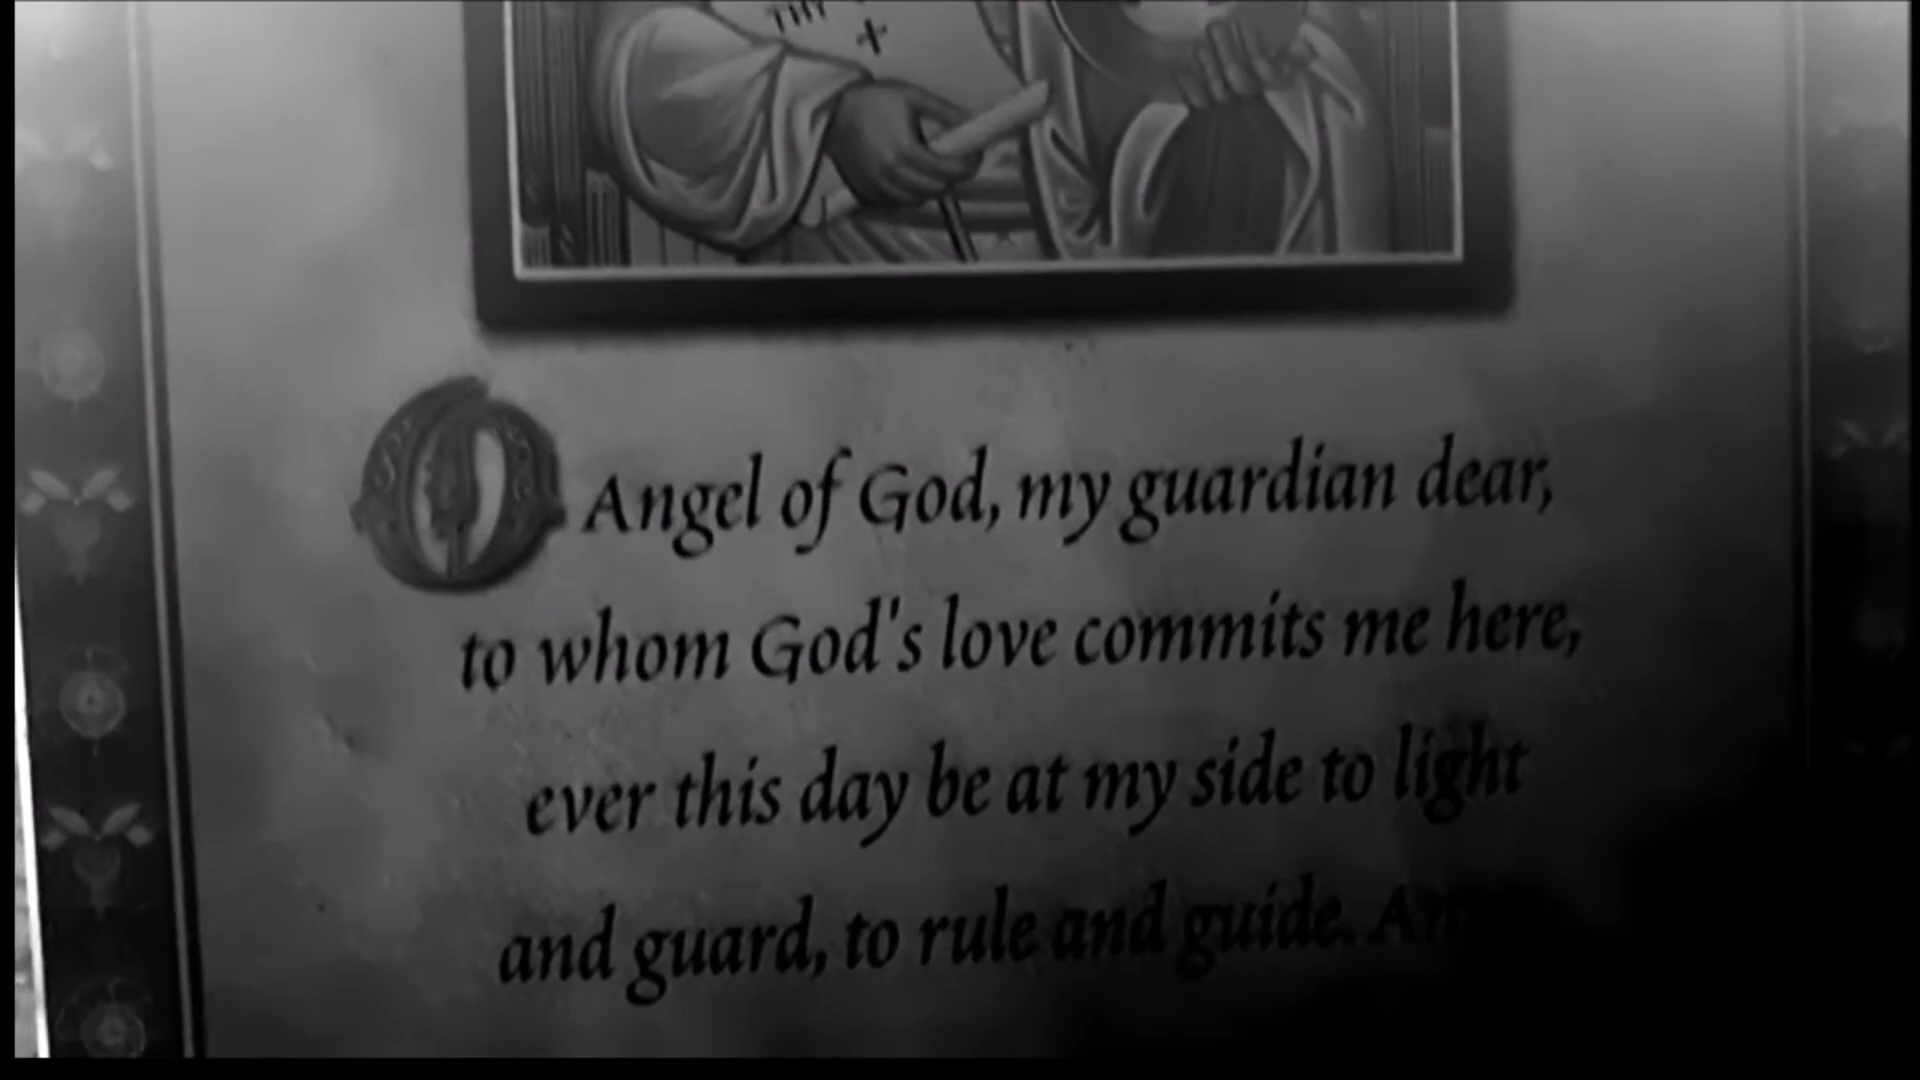 O Angel of God, my guardian dear,
to whom God's love commits me here,
ever this day be at my side to light
and guard, to rule and guide.